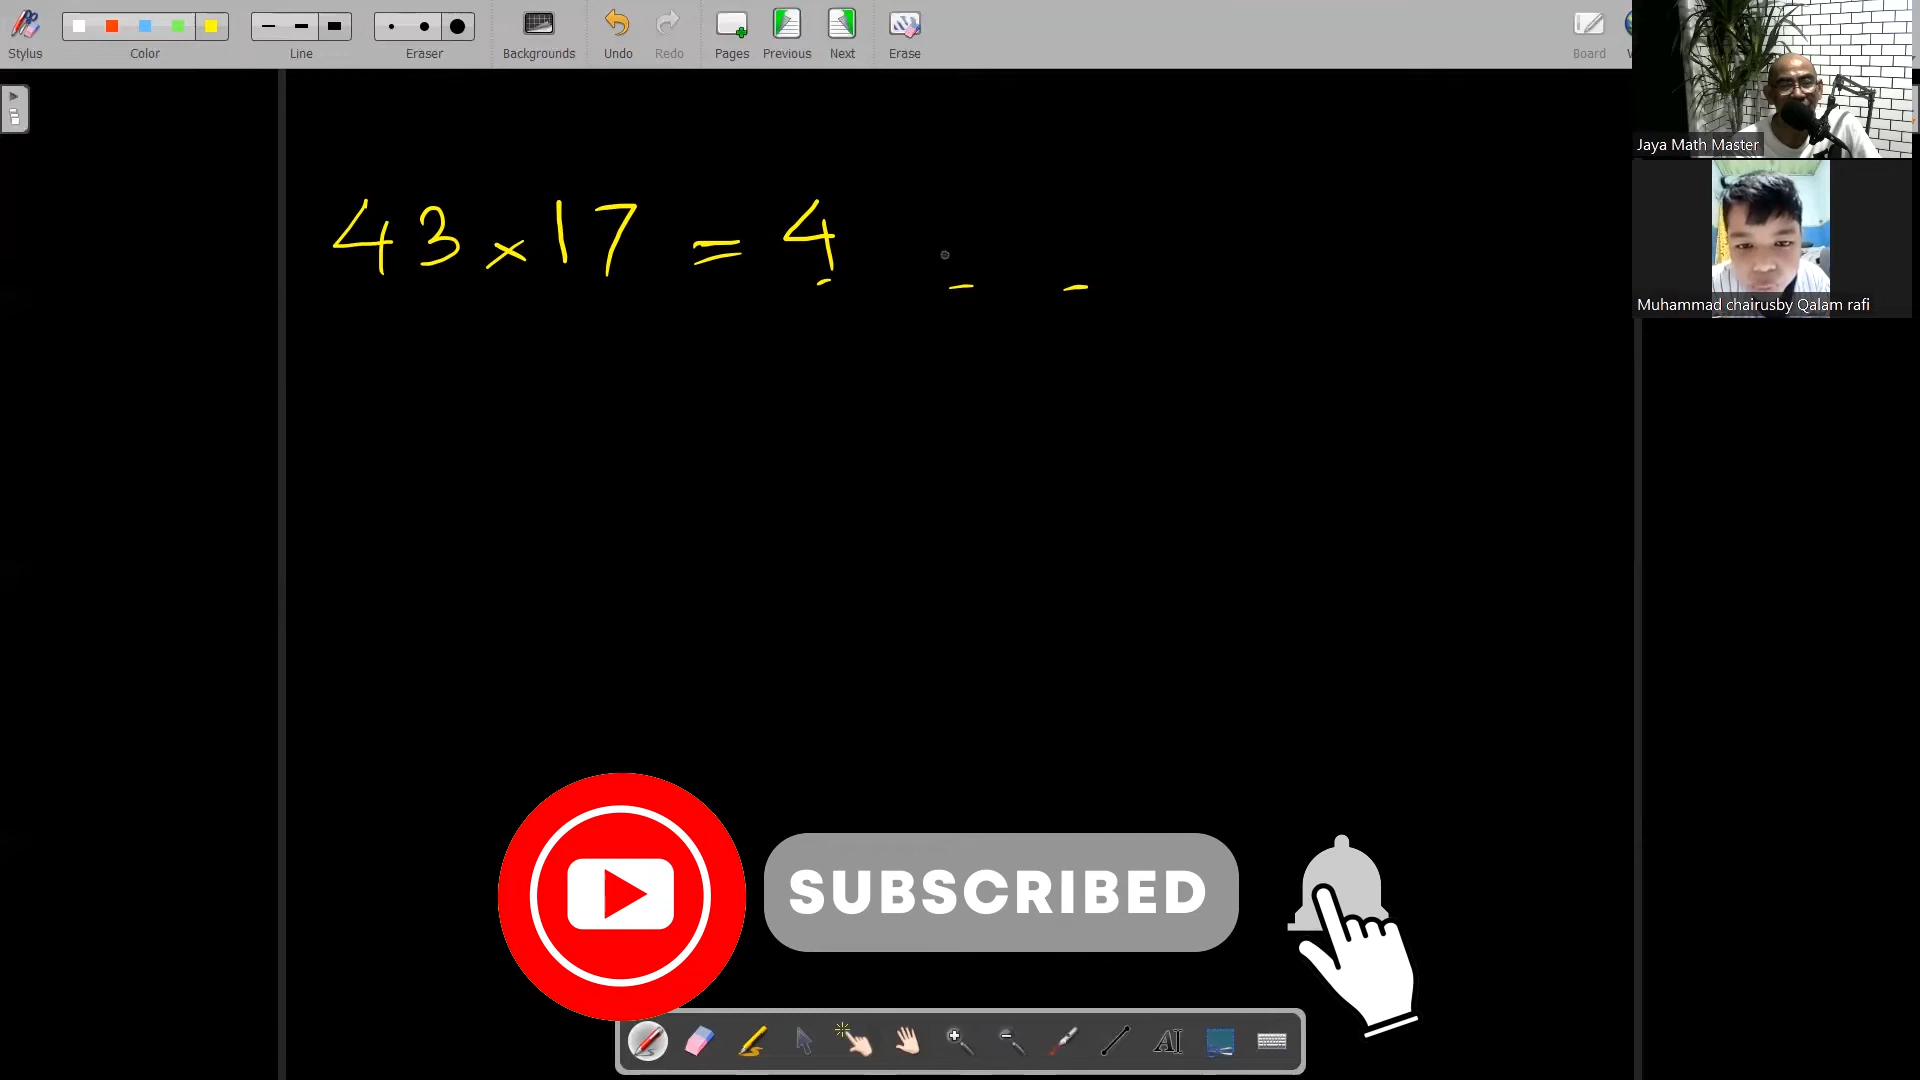 Stylus Color Line Eraser Backgrounds Undo Redo Pages Previous Next Erase Board
Jaya Math Master
Muhammad chairusby Qalam rafi
43 × 17 = 4 _ _
SUBSCRIBED
AI